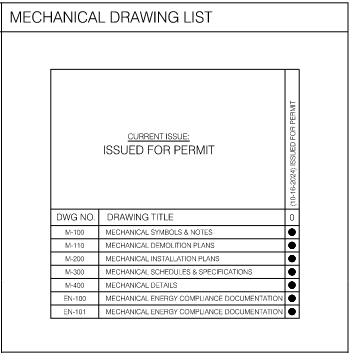 MECHANICAL DRAWING LIST
CURRENT ISSUE:
ISSUED FOR PERMIT
(10-16-2024) ISSUED FOR PERMIT
DWG NO. DRAWING TITLE 0
M-100 MECHANICAL SYMBOLS & NOTES
M-110 MECHANICAL DEMOLITION PLANS
M-200 MECHANICAL INSTALLATION PLANS
M-300 MECHANICAL SCHEDULES & SPECIFICATIONS
M-400 MECHANICAL DETAILS
EN-100 MECHANICAL ENERGY COMPLIANCE DOCUMENTATION
EN-101 MECHANICAL ENERGY COMPLIANCE DOCUMENTATION